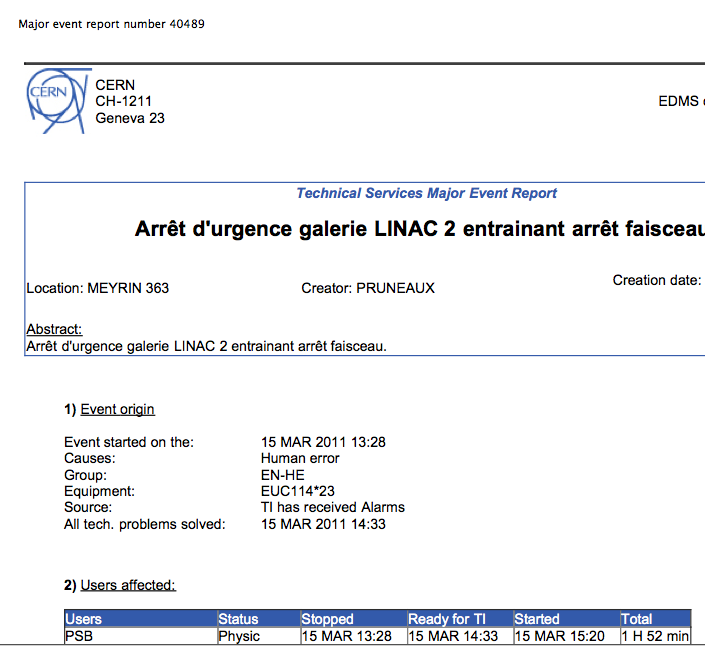 Major event report number 40489
CERN
CERN
CH-1211
Geneva 23
EDMS
Technical Services Major Event Report
Arrêt d'urgence galerie LINAC 2 entrainant arrêt faisceau
Location: MEYRIN 363 Creator: PRUNEAUX Creation date:
Abstract:
Arrêt d'urgence galerie LINAC 2 entrainant arrêt faisceau.
1) Event origin
Event started on the: 15 MAR 2011 13:28
Causes: Human error
Group: EN-HE
Equipment: EUC114*23
Source: TI has received Alarms
All tech. problems solved: 15 MAR 2011 14:33
2) Users affected:
Users Status Stopped Ready for TI Started Total
PSB Physic 15 MAR 13:28 15 MAR 14:33 15 MAR 15:20 1 H 52 min